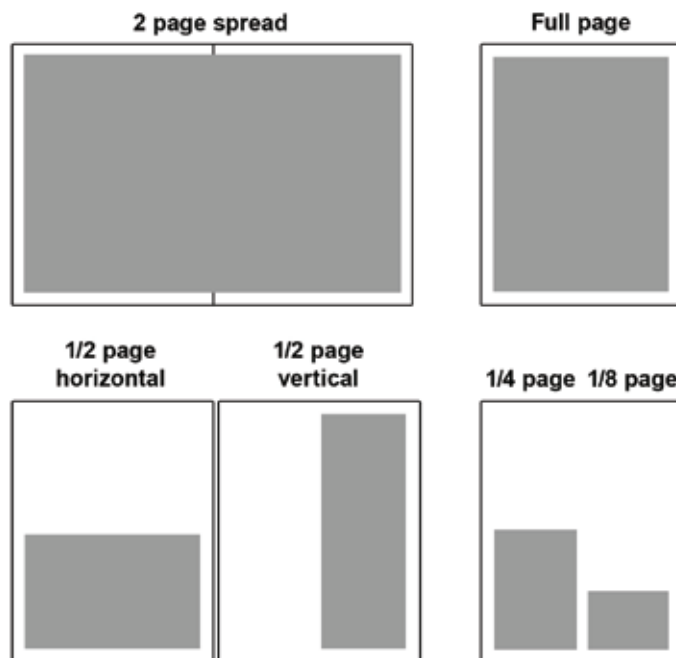 2 page spread
Full page
1/2 page
horizontal
1/2 page
vertical
1/4 page 1/8 page